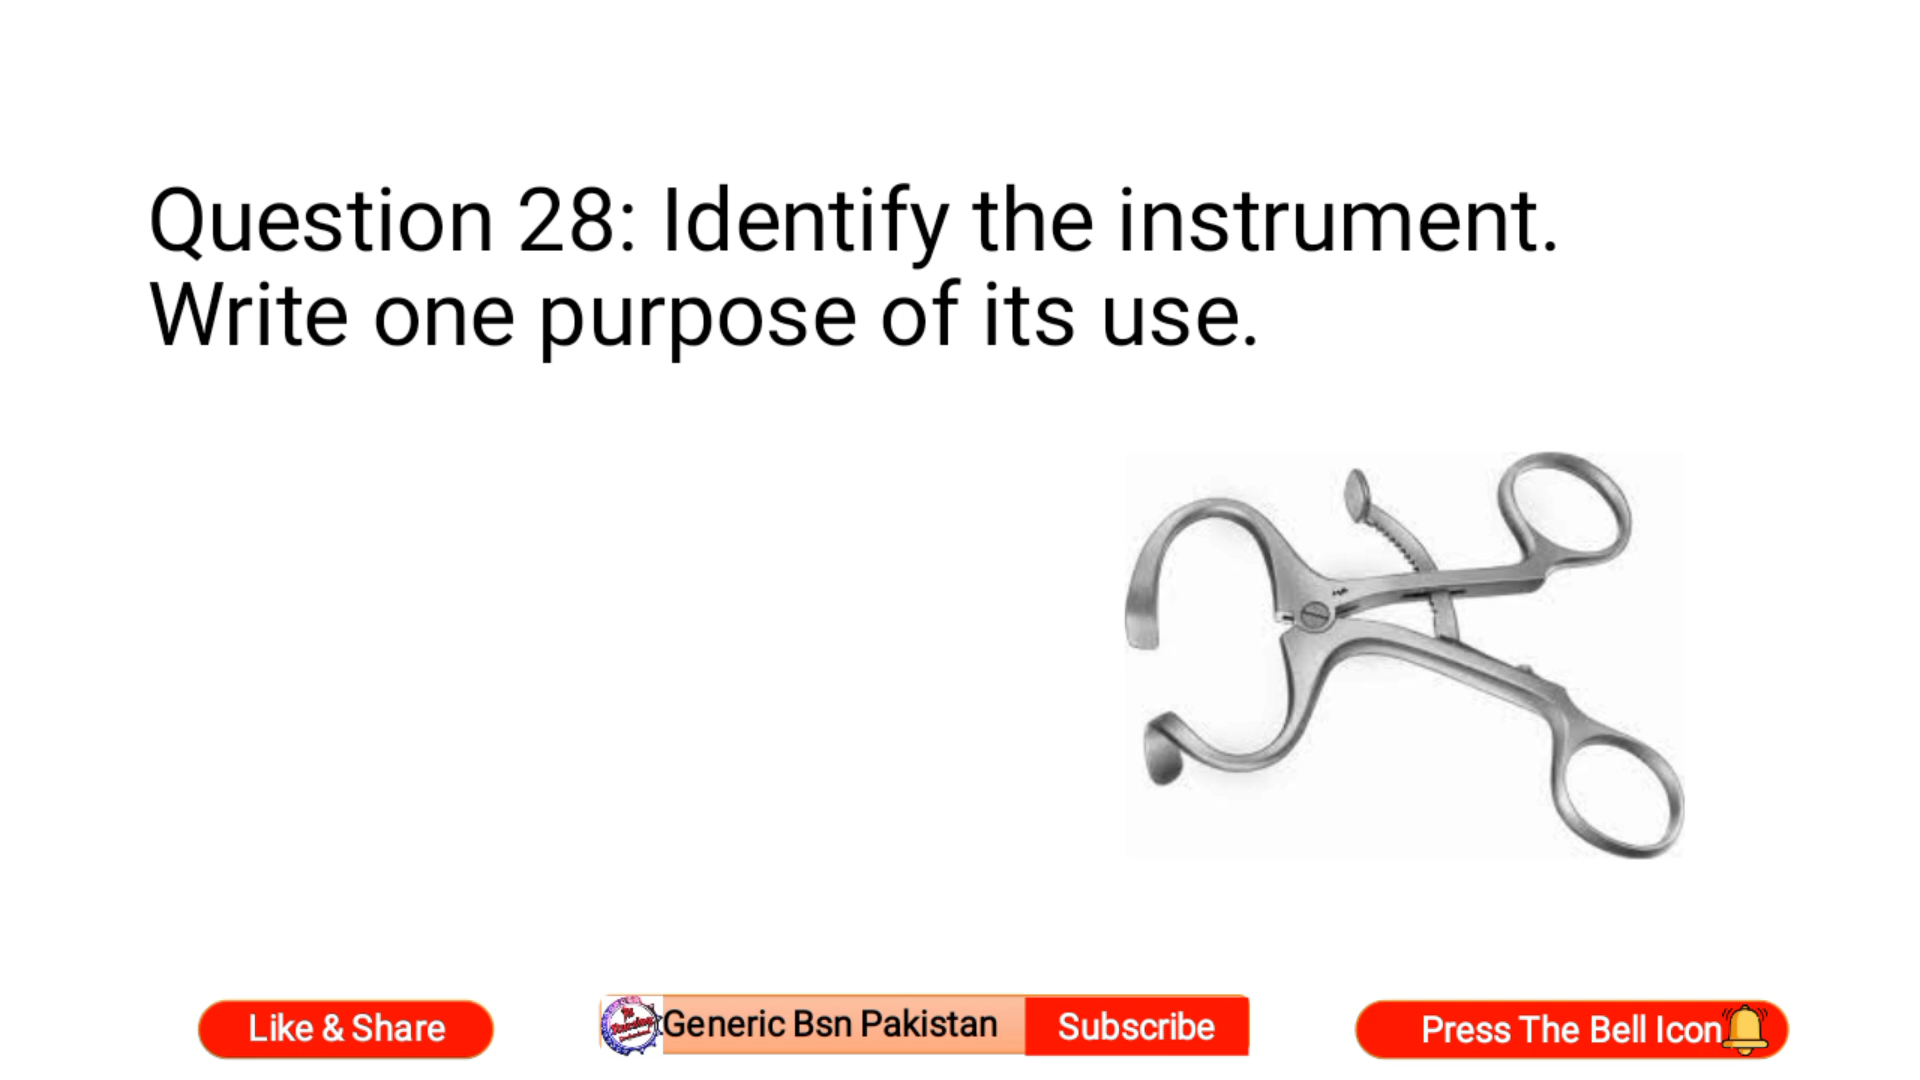 Question 28: Identify the instrument.
Write one purpose of its use.
Like & Share
Generic Bsn Pakistan
Subscribe
Press The Bell Icon